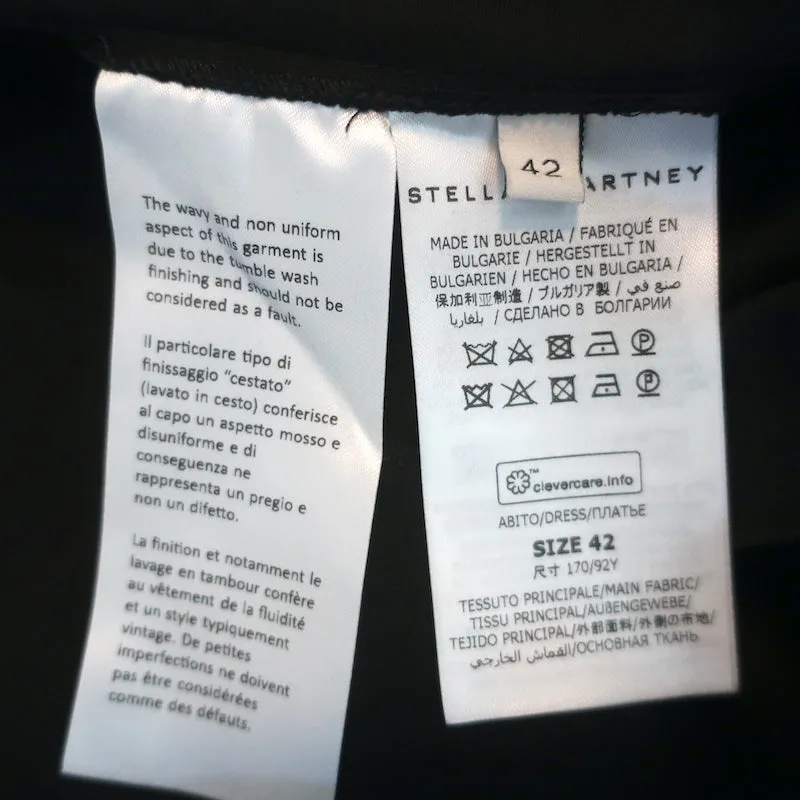 The wavy and non uniform
aspect of this garment is
due to the tumble wash
finishing and should not be
considered as a fault.
Il particolare tipo di
finissaggio “cestato”
(lavato in cesto) conferisce
al capo un aspetto mosso e
disuniforme e di
conseguenza ne
rappresenta un pregio e
non un difetto.
La finition et notamment le
lavage en tambour confère
au vêtement de la fluidité
et un style typiquement
vintage. De petites
imperfections ne doivent
pas être considérées
comme des défauts.
42
STELL ARTNEY
MADE IN BULGARIA / FABRIQUÉ EN
BULGARIE / HERGESTELLT IN
BULGARIEN / HECHO EN BULGARIA /
保加利亚制造 / ブルガリア製 / صنع في
بلغاريا / СДЕЛАНО В БОЛГАРИИ
P
P
™
clevercare.info
ABITO/DRESS/ПЛАТЬЕ
SIZE 42
尺寸 170/92Y
TESSUTO PRINCIPALE/MAIN FABRIC/
TISSU PRINCIPAL/AUßENGEWEBE/
TEJIDO PRINCIPAL/外部面料/外側の布地/
القماش الخارجي/ОСНОВНАЯ ТКАНЬ